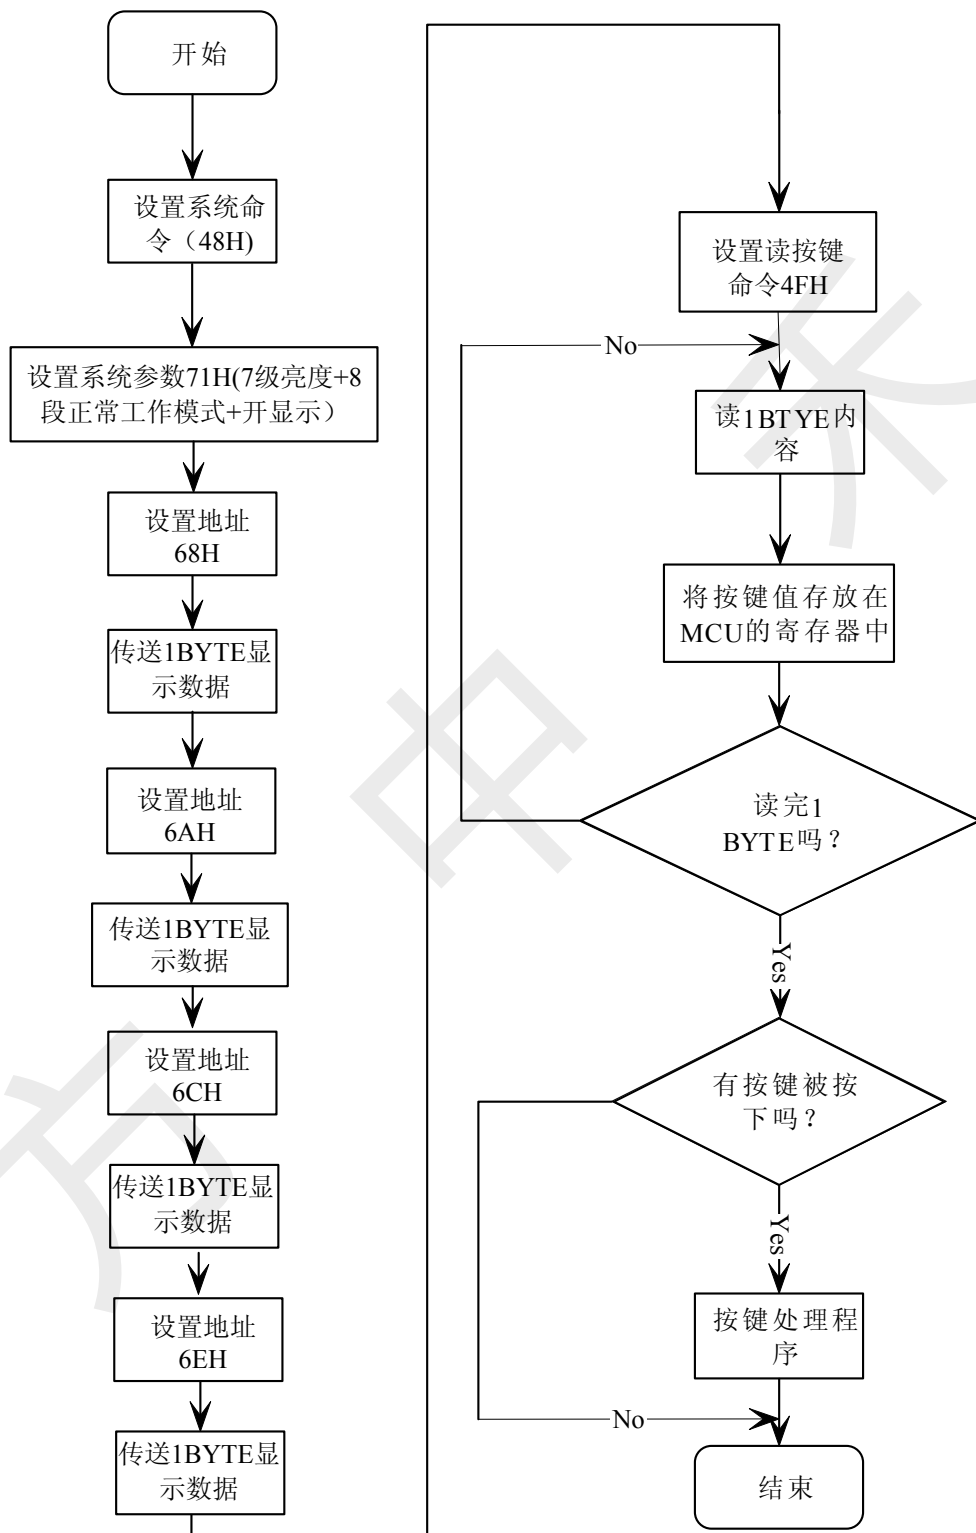 开始
设置系统命
令（48H)
设置系统参数71H(7级亮度+8
段正常工作模式+开显示）
设置地址
68H
传送1BYTE显
示数据
设置地址
6AH
传送1BYTE显
示数据
设置地址
6CH
传送1BYTE显
示数据
设置地址
6EH
传送1BYTE显
示数据
设置读按键
命令4FH
No
读1BTYE内
容
将按键值存放在
MCU的寄存器中
读完1
BYTE吗？
Yes
有按键被按
下吗？
Yes
按键处理程
序
No
结束
中
禾
方